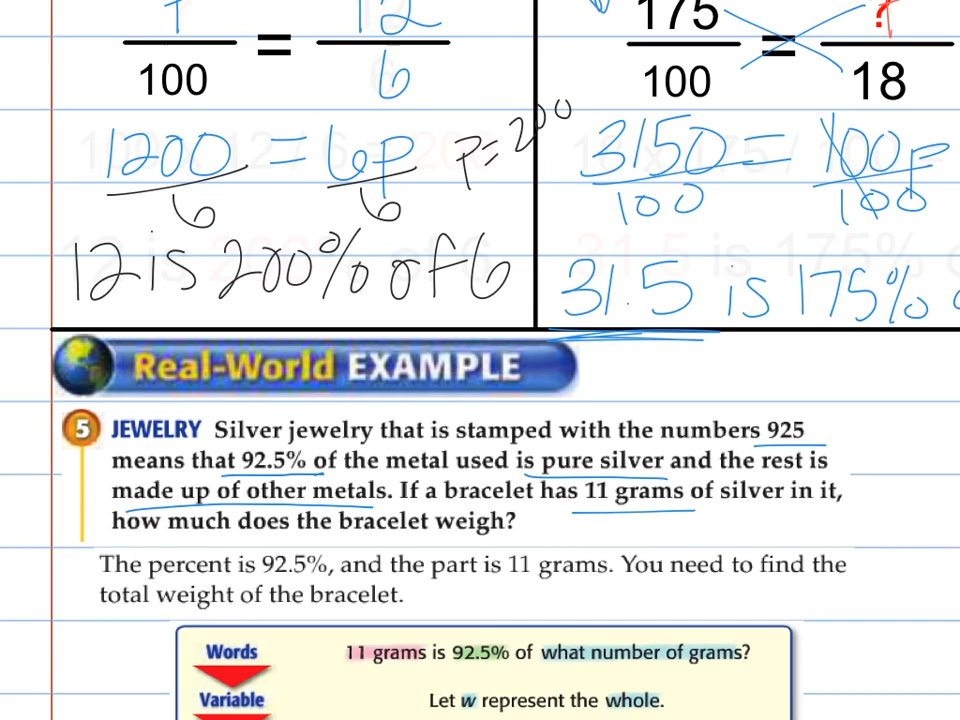 P/100 = 12/6
1200/6 = 6p/6 p=200
12 is 200% of 6
175/100 = ?/18
3150/100 = 100p/100
31.5 is 175%
Real-World EXAMPLE
5 JEWELRY Silver jewelry that is stamped with the numbers 925
means that 92.5% of the metal used is pure silver and the rest is
made up of other metals. If a bracelet has 11 grams of silver in it,
how much does the bracelet weigh?
The percent is 92.5%, and the part is 11 grams. You need to find the
total weight of the bracelet.
Words 11 grams is 92.5% of what number of grams?
Variable Let w represent the whole.